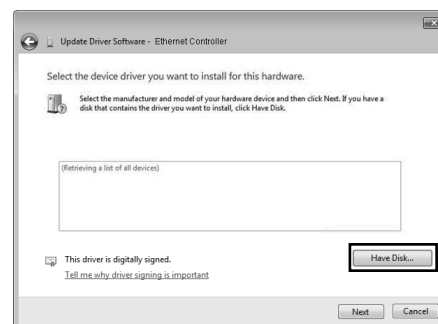 Update Driver Software - Ethernet Controller
Select the device driver you want to install for this hardware.
Select the manufacturer and model of your hardware device and then click Next. If you have a
disk that contains the driver you want to install, click Have Disk.
(Retrieving a list of all devices)
This driver is digitally signed.
Tell me why driver signing is important
Have Disk...
Next
Cancel